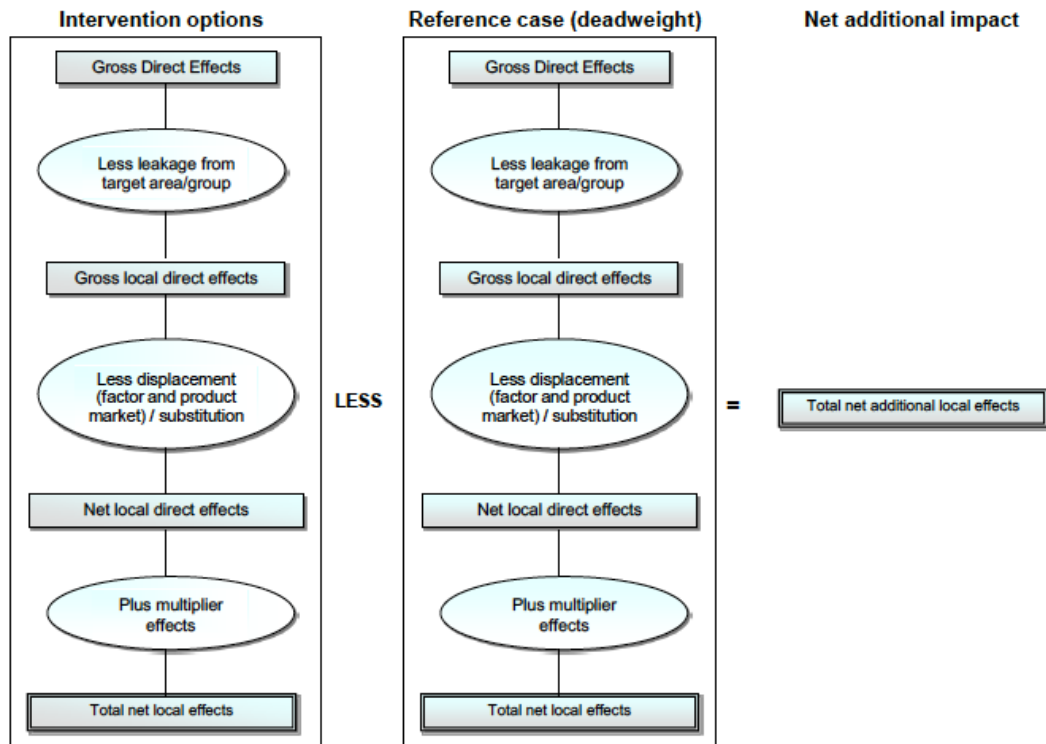 Intervention options
Reference case (deadweight)
Net additional impact
Gross Direct Effects
Less leakage from
target area/group
Gross local direct effects
Less displacement
(factor and product
market) / substitution
Net local direct effects
Plus multiplier
effects
Total net local effects
LESS
Gross Direct Effects
Less leakage from
target area/group
Gross local direct effects
Less displacement
(factor and product
market) / substitution
Net local direct effects
Plus multiplier
effects
Total net local effects
=
Total net additional local effects